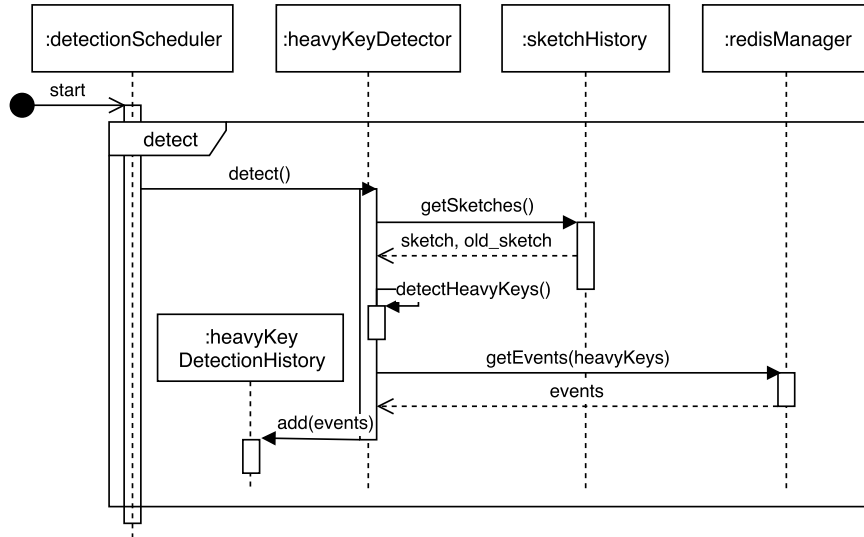 :detectionScheduler
:heavyKeyDetector
:sketchHistory
:redisManager
start
detect
detect()
getSketches()
sketch, old_sketch
detectHeavyKeys()
:heavyKey
DetectionHistory
getEvents(heavyKeys)
events
add(events)